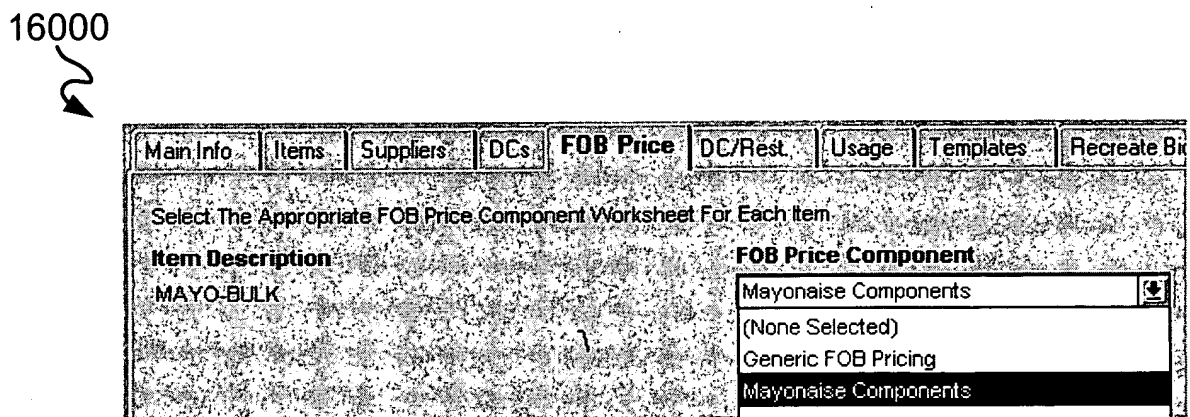 16000
Main Info Items Suppliers DCs FOB Price DC/Rest. Usage Templates Recreate Bid
Select The Appropriate FOB Price Component Worksheet For Each Item
Item Description FOB Price Component
MAYO-BULK Mayonaise Components
(None Selected)
Generic FOB Pricing
Mayonaise Components